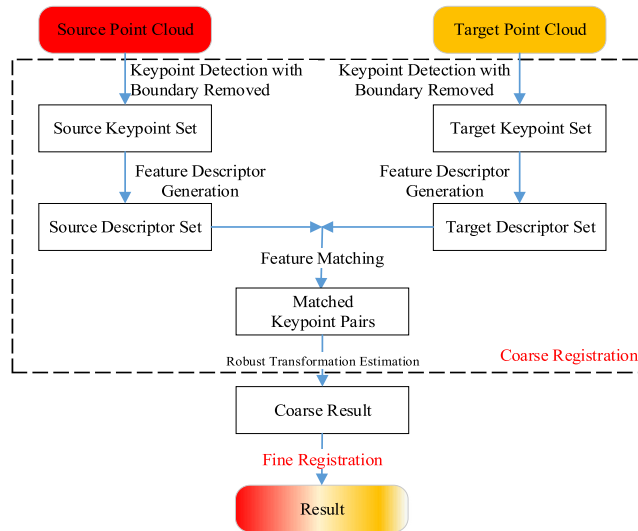 Source Point Cloud
Target Point Cloud
Keypoint Detection with
Boundary Removed
Keypoint Detection with
Boundary Removed
Source Keypoint Set
Target Keypoint Set
Feature Descriptor
Generation
Feature Descriptor
Generation
Source Descriptor Set
Target Descriptor Set
Feature Matching
Matched
Keypoint Pairs
Robust Transformation Estimation
Coarse Registration
Coarse Result
Fine Registration
Result